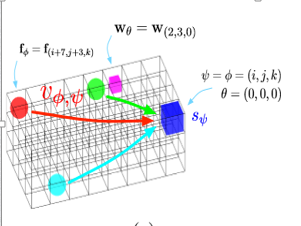 w_θ = w_(2,3,0)
f_ϕ = f_(i+7,j+3,k)
v_ϕ,ψ
ψ = ϕ = (i, j, k)
θ = (0, 0, 0)
s_ψ